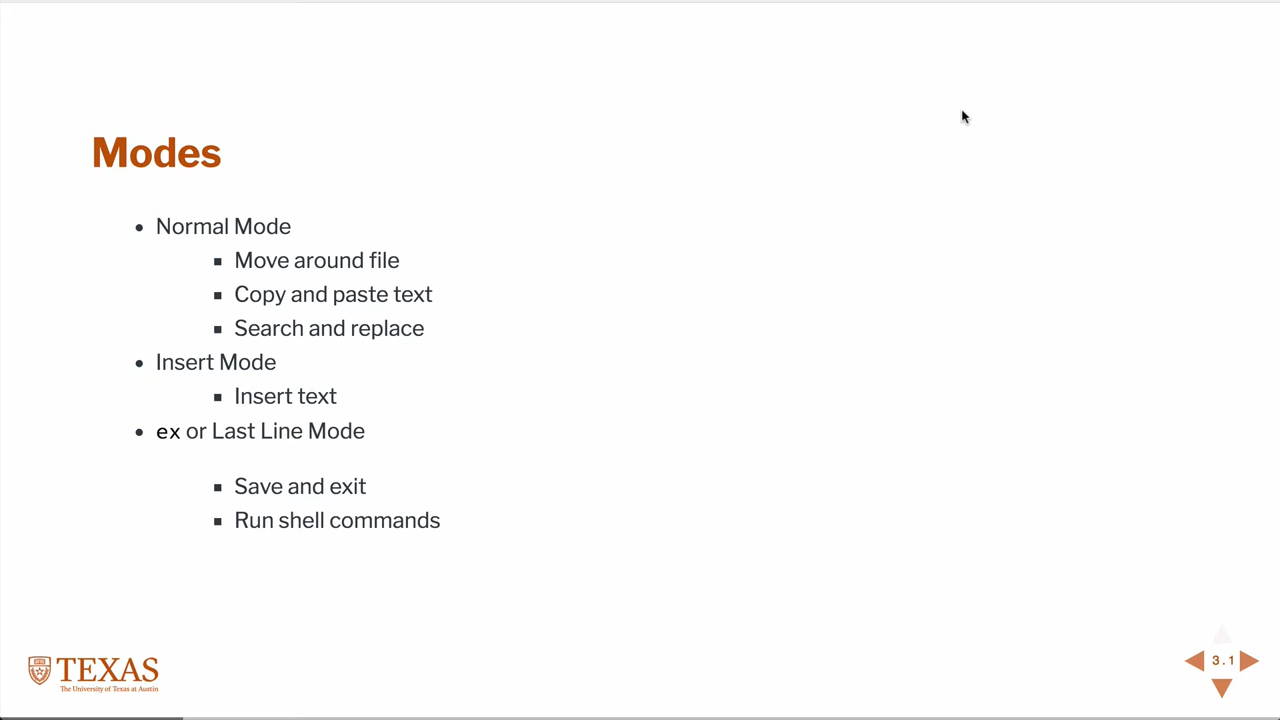 Modes
Normal Mode
Move around file
Copy and paste text
Search and replace
Insert Mode
Insert text
ex or Last Line Mode
Save and exit
Run shell commands
TEXAS
The University of Texas at Austin
3.1